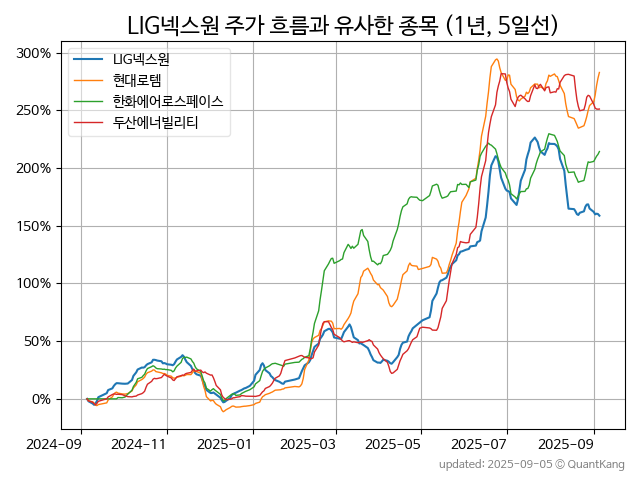 LIG넥스원 주가 흐름과 유사한 종목 (1년, 5일선)
LIG넥스원
현대로템
한화에어로스페이스
두산에너빌리티
300%
250%
200%
150%
100%
50%
0%
2024-09 2024-11 2025-01 2025-03 2025-05 2025-07 2025-09
updated: 2025-09-05 © QuantKang